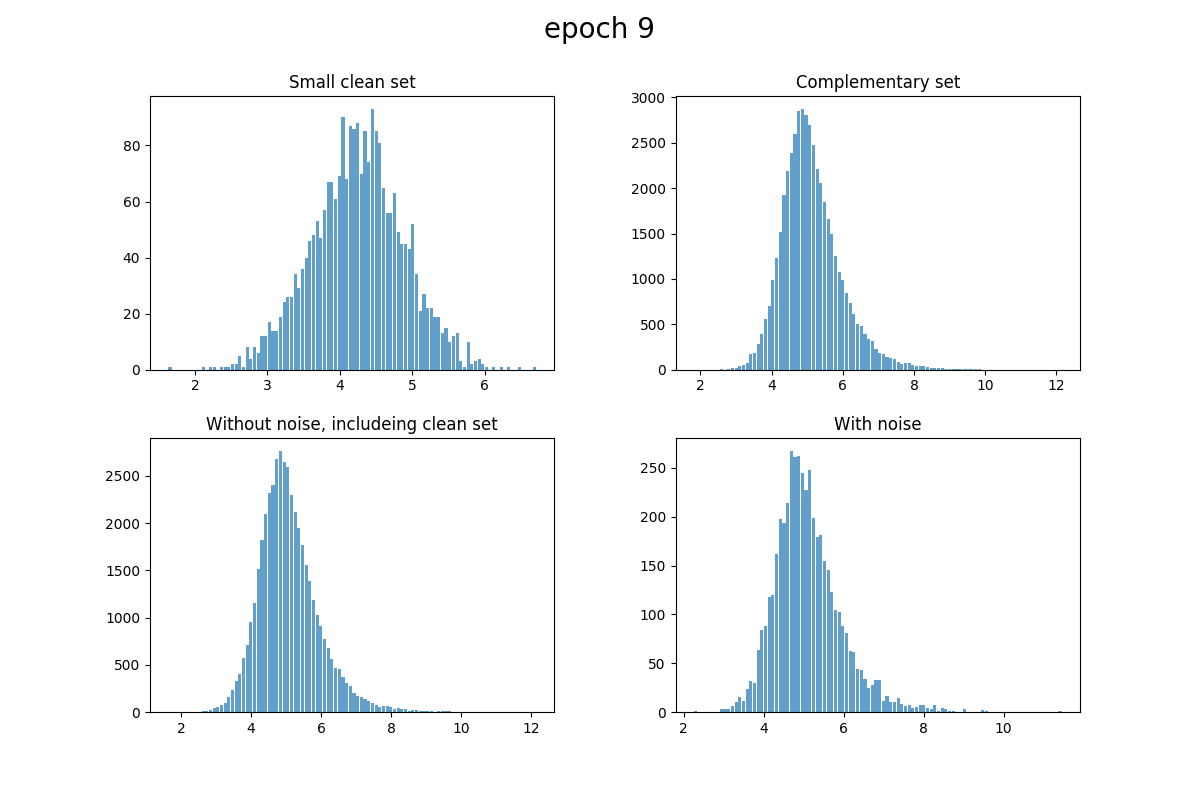 epoch 9
Small clean set
80
60
40
20
0
2 3 4 5 6
Complementary set
3000
2500
2000
1500
1000
500
0
2 4 6 8 10 12
Without noise, includeing clean set
2500
2000
1500
1000
500
0
2 4 6 8 10 12
With noise
250
200
150
100
50
0
2 4 6 8 10